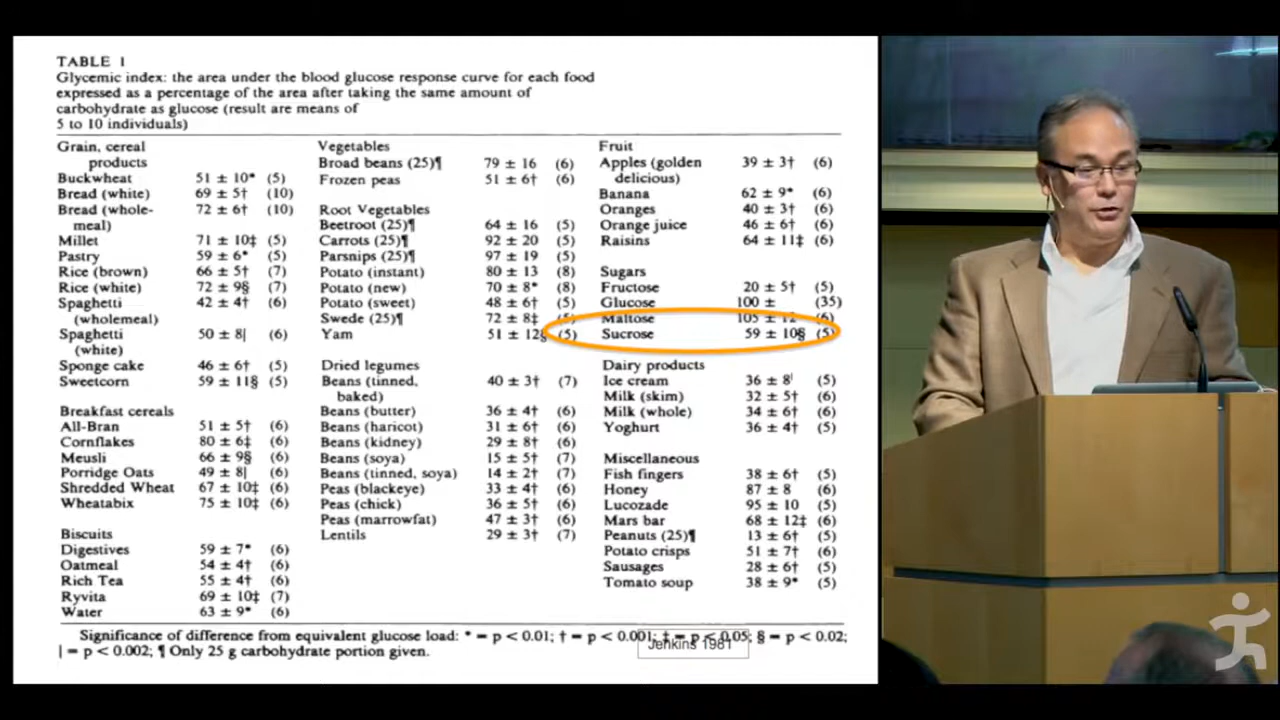 TABLE 1
Glycemic index: the area under the blood glucose response curve for each food
expressed as a percentage of the area after taking the same amount of
carbohydrate as glucose (result are means of
5 to 10 individuals)
Grain, cereal
products
Buckwheat 51 ± 10* (5)
Bread (white) 69 ± 5† (10)
Bread (whole- 72 ± 6† (10)
meal)
Millet 71 ± 10‡ (5)
Pastry 59 ± 6* (5)
Rice (brown) 66 ± 5† (7)
Rice (white) 72 ± 9§ (7)
Spaghetti 42 ± 4† (6)
(wholemeal)
Spaghetti 50 ± 8| (6)
(white)
Sponge cake 46 ± 6† (5)
Sweetcorn 59 ± 11§ (5)
Breakfast cereals
All-Bran 51 ± 5† (6)
Cornflakes 80 ± 6‡ (6)
Meusli 66 ± 9§ (6)
Porridge Oats 49 ± 8| (6)
Shredded Wheat 67 ± 10‡ (6)
Wheatabix 75 ± 10‡ (6)
Biscuits
Digestives 59 ± 7* (6)
Oatmeal 54 ± 4† (6)
Rich Tea 55 ± 4† (6)
Ryvita 69 ± 10‡ (7)
Water 63 ± 9* (6)
Vegetables
Broad beans (25)¶ 79 ± 16 (6)
Frozen peas 51 ± 6† (6)
Root Vegetables
Beetroot (25)¶ 64 ± 16 (5)
Carrots (25)¶ 92 ± 20 (5)
Parsnips (25)¶ 97 ± 19 (5)
Potato (instant) 80 ± 13 (8)
Potato (new) 70 ± 8* (8)
Potato (sweet) 48 ± 6† (5)
Swede (25)¶ 72 ± 8‡ (5)
Yam 51 ± 12§ (5)
Dried legumes
Beans (tinned, 40 ± 3† (7)
baked)
Beans (butter) 36 ± 4† (6)
Beans (haricot) 31 ± 6† (6)
Beans (kidney) 29 ± 8† (6)
Beans (soya) 15 ± 5† (7)
Beans (tinned, soya) 14 ± 2† (7)
Peas (blackeye) 33 ± 4† (6)
Peas (chick) 36 ± 5† (6)
Peas (marrowfat) 47 ± 3† (6)
Lentils 29 ± 3† (7)
Fruit
Apples (golden 39 ± 3† (6)
delicious)
Banana 62 ± 9* (6)
Oranges 40 ± 3† (6)
Orange juice 46 ± 6† (6)
Raisins 64 ± 11‡ (6)
Sugars
Fructose 20 ± 5† (5)
Glucose 100 ± (35)
Maltose 105 ± 12 (6)
Sucrose 59 ± 10§ (5)
Dairy products
Ice cream 36 ± 8| (5)
Milk (skim) 32 ± 5† (6)
Milk (whole) 34 ± 6† (6)
Yoghurt 36 ± 4† (5)
Miscellaneous
Fish fingers 38 ± 6† (5)
Honey 87 ± 8 (6)
Lucozade 95 ± 10 (5)
Mars bar 68 ± 12‡ (6)
Peanuts (25)¶ 13 ± 6† (5)
Potato crisps 51 ± 7† (6)
Sausages 28 ± 6† (5)
Tomato soup 38 ± 9* (5)
Significance of difference from equivalent glucose load: * = p < 0.01; † = p < 0.001; ‡ = p < 0.05; § = p < 0.02;
| = p < 0.002; ¶ Only 25 g carbohydrate portion given.
Jenkins 1981